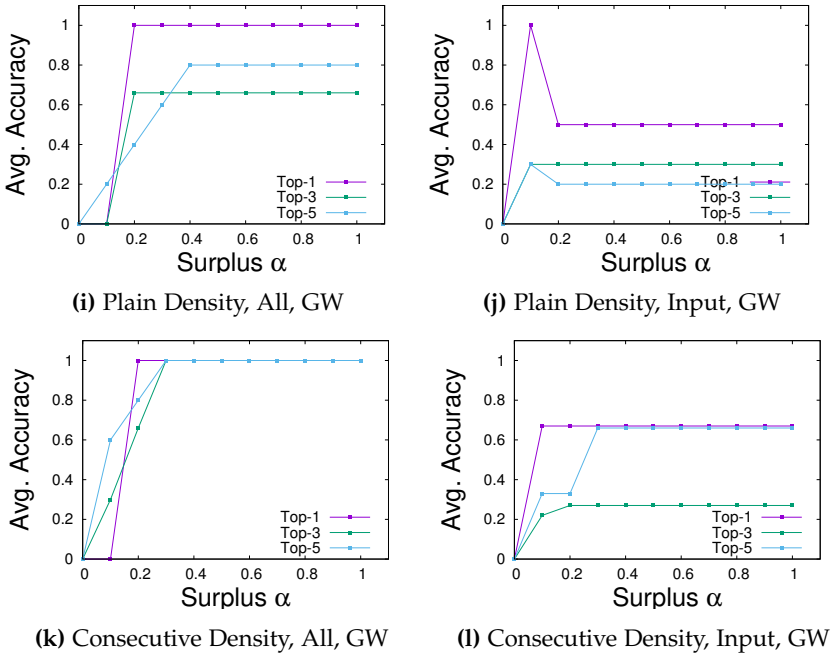 Avg. Accuracy
1
0.8
0.6
0.4
0.2
0
0 0.2 0.4 0.6 0.8 1
Surplus α
Top-1
Top-3
Top-5
(i) Plain Density, All, GW
Avg. Accuracy
1
0.8
0.6
0.4
0.2
0
0 0.2 0.4 0.6 0.8 1
Surplus α
Top-1
Top-3
Top-5
(j) Plain Density, Input, GW
Avg. Accuracy
1
0.8
0.6
0.4
0.2
0
0 0.2 0.4 0.6 0.8 1
Surplus α
Top-1
Top-3
Top-5
(k) Consecutive Density, All, GW
Avg. Accuracy
1
0.8
0.6
0.4
0.2
0
0 0.2 0.4 0.6 0.8 1
Surplus α
Top-1
Top-3
Top-5
(l) Consecutive Density, Input, GW